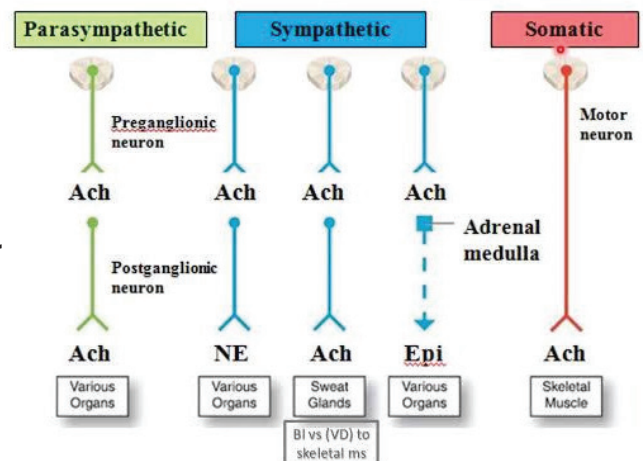 Parasympathetic
Sympathetic
Somatic
Preganglionic
neuron
Motor
neuron
Ach
Ach
Ach
Ach
Adrenal
medulla
Postganglionic
neuron
Ach
NE
Ach
Epi
Ach
Various
Organs
Various
Organs
Sweat
Glands
Various
Organs
Skeletal
Muscle
Bl vs (VD) to
skeletal ms